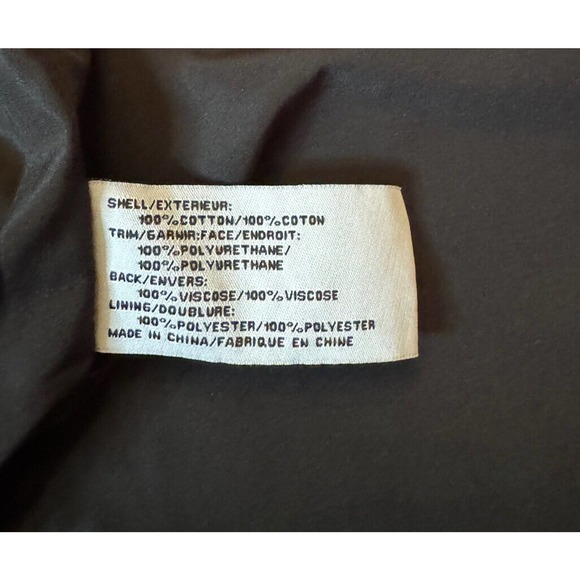 SHELL/EXTERIEUR:
100%COTTON/100%COTON
TRIM/GARNIR:FACE/ENDROIT:
100%POLYURETHANE/
100%POLYURETHANE
BACK/ENVERS:
100%VISCOSE/100%VISCOSE
LINING/DOUBLURE:
100%POLYESTER/100%POLYESTER
MADE IN CHINA/FABRIQUE EN CHINE